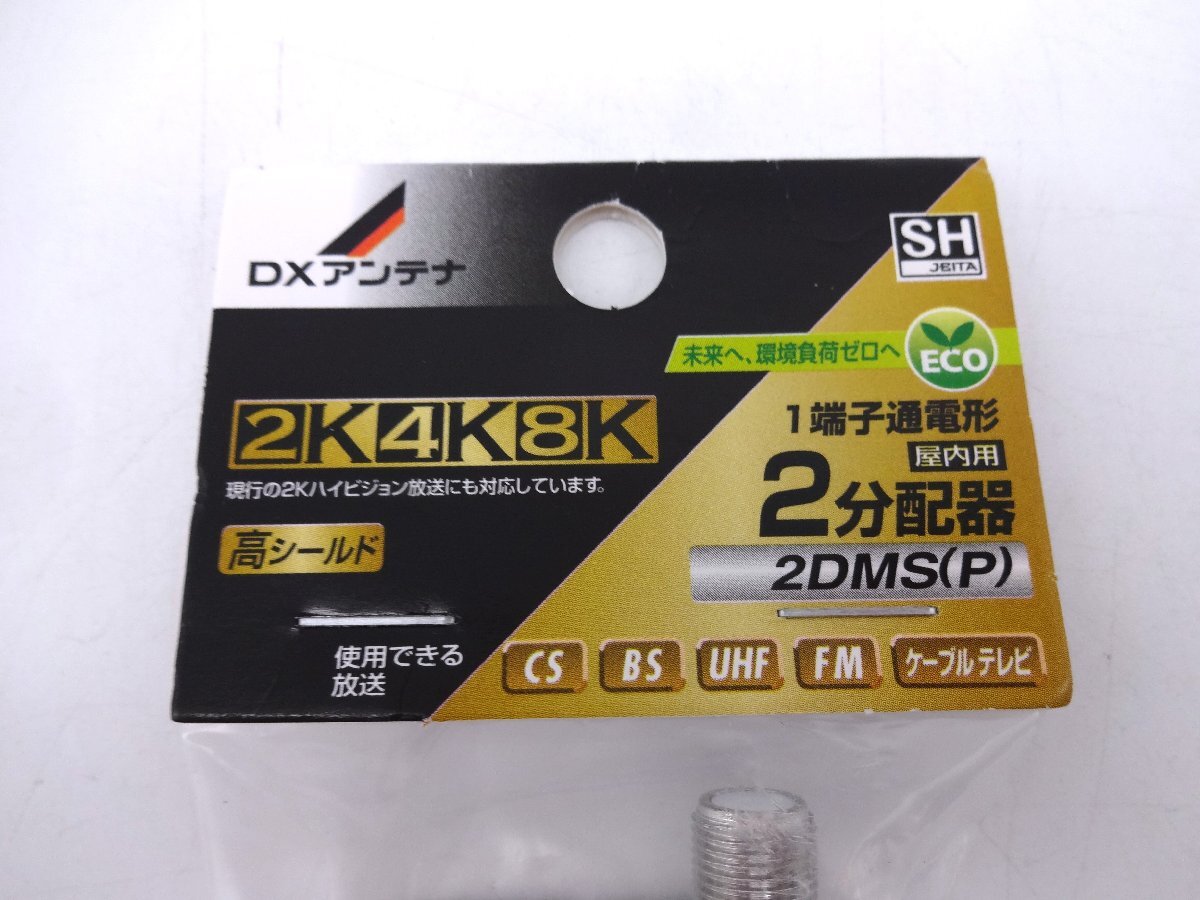 DXアンテナ
SH
JEITA
未来へ、環境負荷ゼロへ
ECO
2K4K8K
現行の2Kハイビジョン放送にも対応しています。
高シールド
1端子通電形
屋内用
2分配器
2DMS(P)
使用できる
放送
CS BS UHF FM ケーブルテレビ